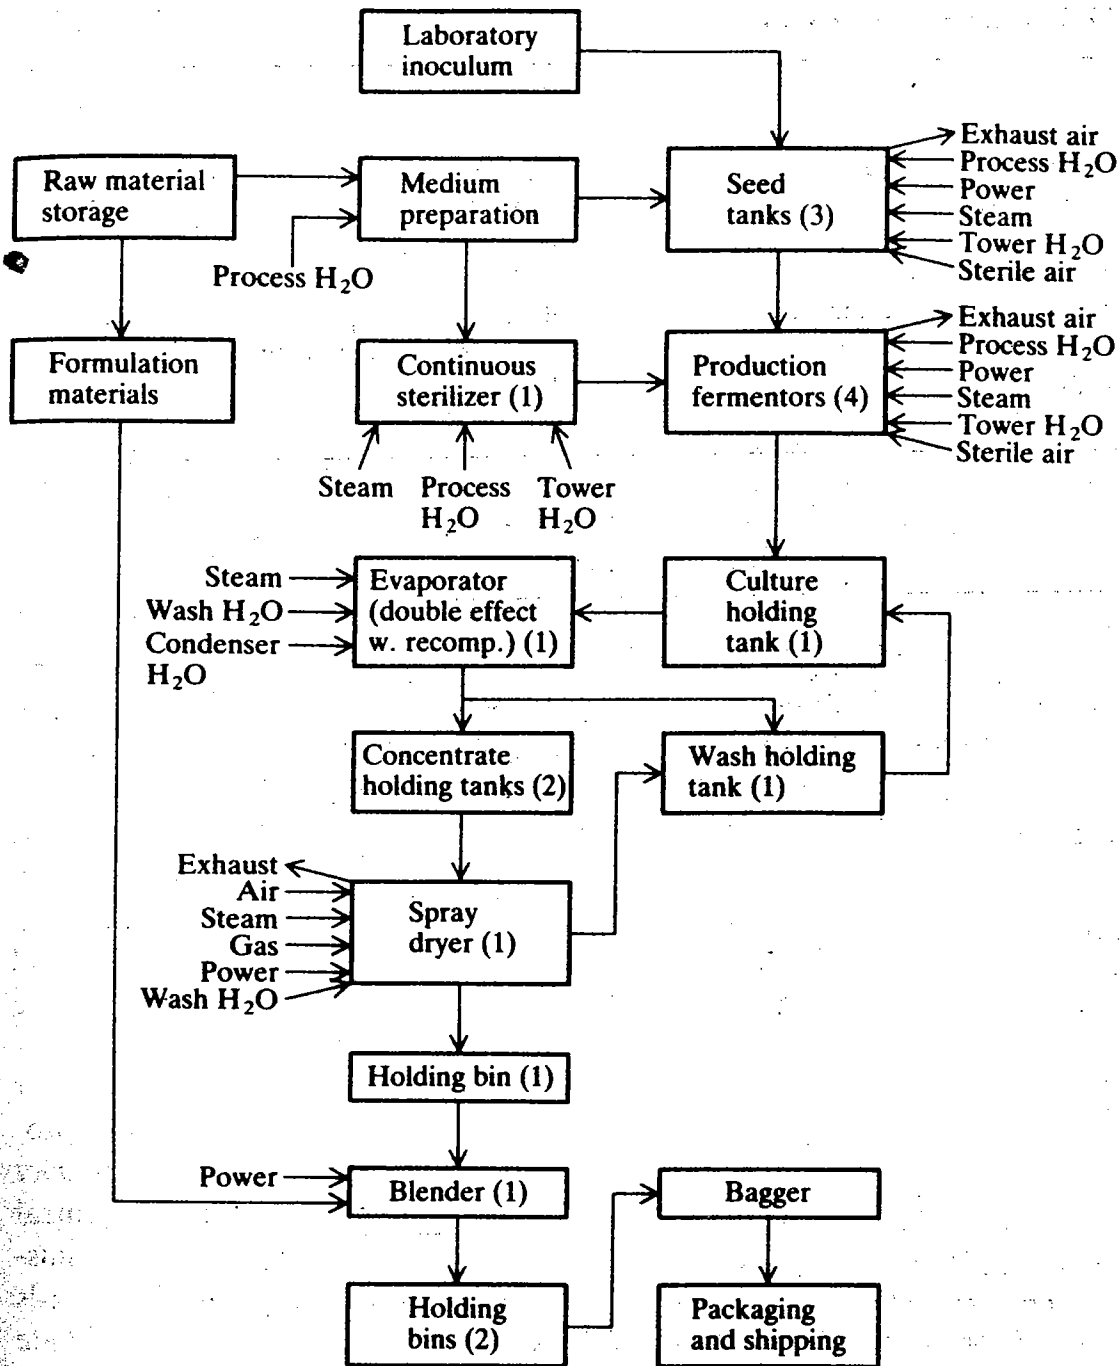 Laboratory
inoculum
Raw material
storage
Medium
preparation
Process H₂O
Seed
tanks (3)
Exhaust air
Process H₂O
Power
Steam
Tower H₂O
Sterile air
Formulation
materials
Continuous
sterilizer (1)
Steam
Process
H₂O
Tower
H₂O
Production
fermentors (4)
Exhaust air
Process H₂O
Power
Steam
Tower H₂O
Sterile air
Steam
Wash H₂O
Condenser
H₂O
Evaporator
(double effect
w. recomp.) (1)
Culture
holding
tank (1)
Concentrate
holding tanks (2)
Wash holding
tank (1)
Exhaust
Air
Steam
Gas
Power
Wash H₂O
Spray
dryer (1)
Holding bin (1)
Power
Blender (1)
Bagger
Holding
bins (2)
Packaging
and shipping